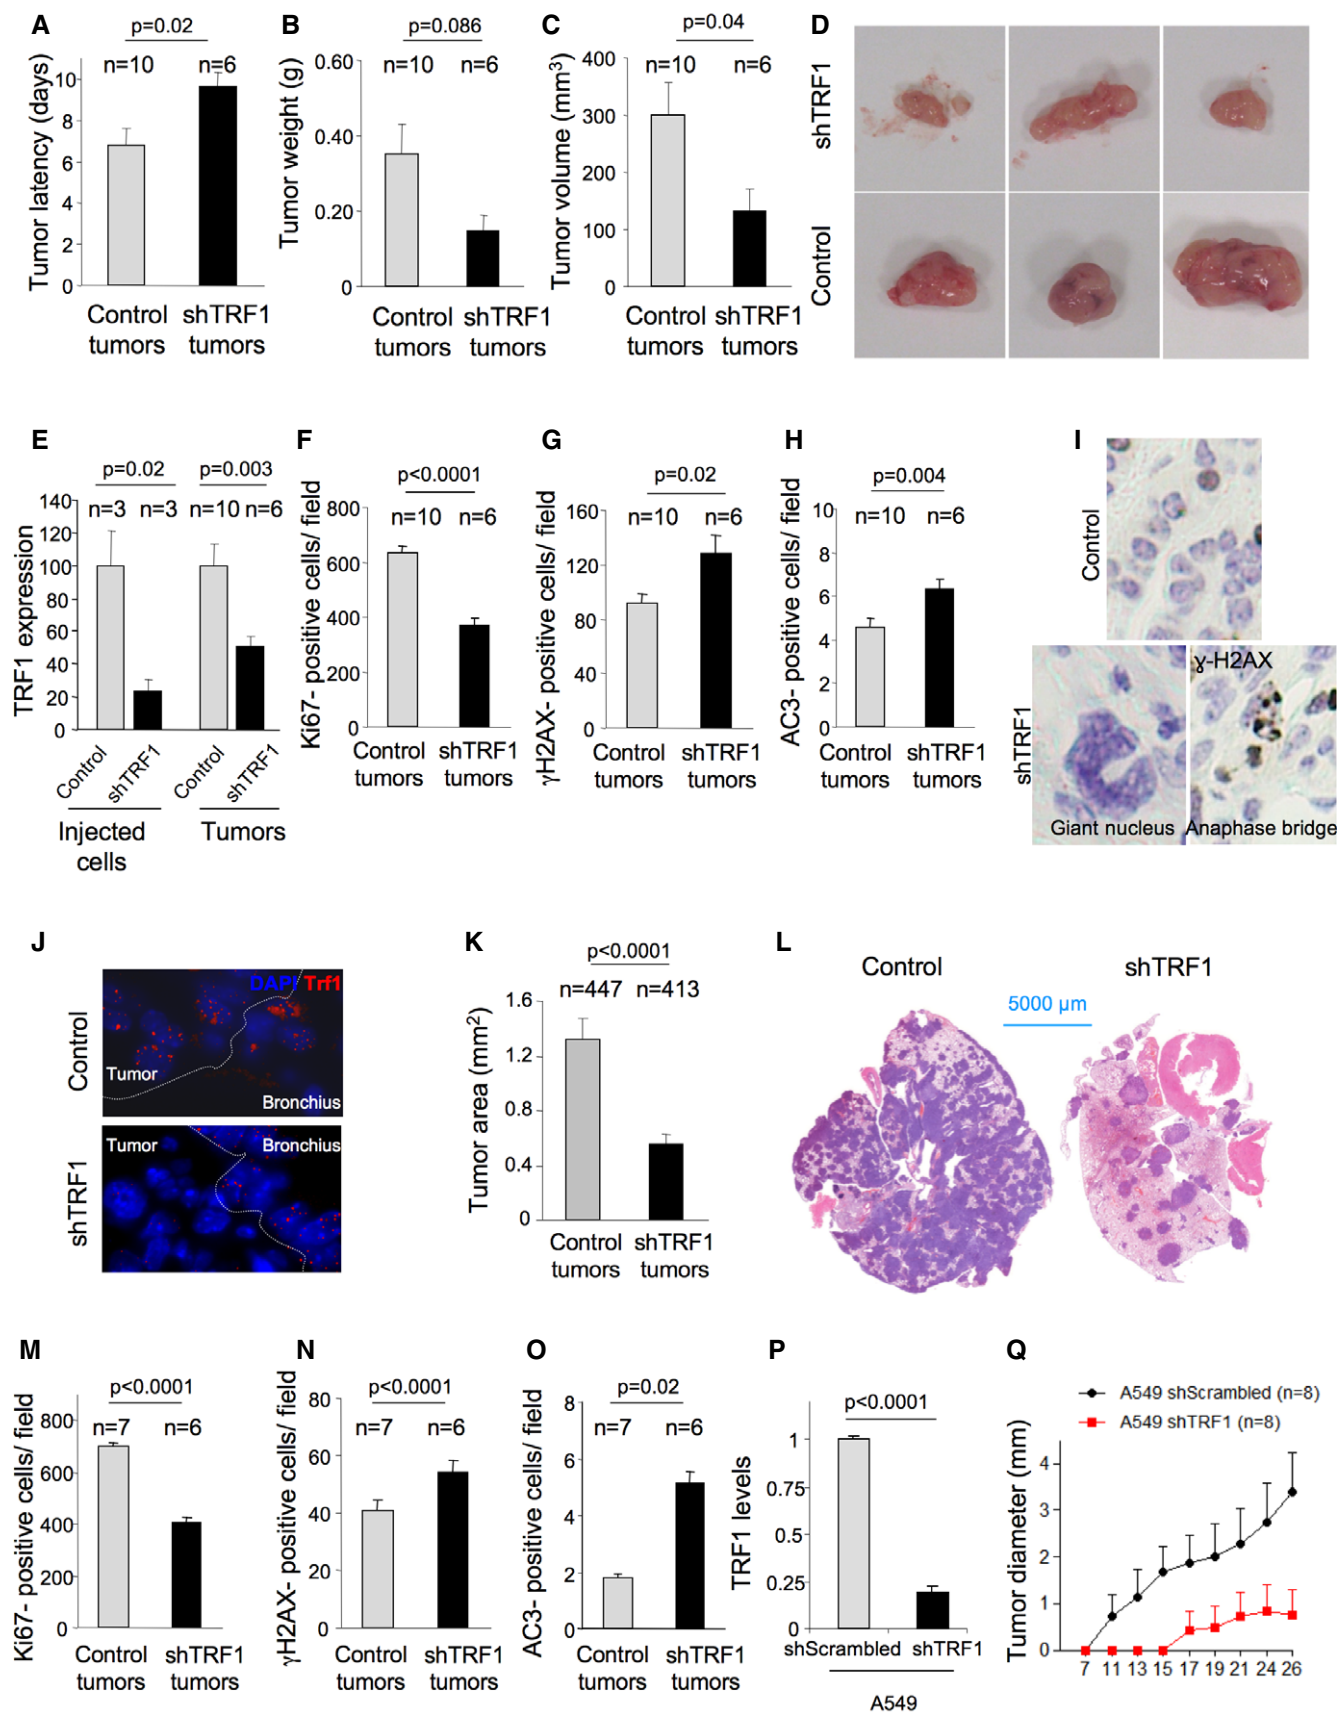 A
p=0.02
n=10 n=6
Tumor latency (days)
10
8
6
4
2
0
Control tumors
shTRF1 tumors
B
p=0.086
n=10 n=6
Tumor weight (g)
0.60
0.40
0.20
0
Control tumors
shTRF1 tumors
C
p=0.04
n=10 n=6
Tumor volume (mm³)
400
300
200
100
0
Control tumors
shTRF1 tumors
D
shTRF1
Control
E
p=0.02 p=0.003
n=3 n=3 n=10 n=6
TRF1 expression
140
120
100
80
60
40
20
0
Control shTRF1 Control shTRF1
Injected cells
Tumors
F
p<0.0001
n=10 n=6
Ki67- positive cells/ field
800
600
400
200
0
Control tumors
shTRF1 tumors
G
p=0.02
n=10 n=6
γH2AX- positive cells/ field
160
120
80
40
0
Control tumors
shTRF1 tumors
H
p=0.004
n=10 n=6
AC3- positive cells/ field
10
8
6
4
2
0
Control tumors
shTRF1 tumors
I
Control
shTRF1
Giant nucleus
γ-H2AX
Anaphase bridge
J
Control
DAPI Trf1
Tumor
Bronchius
shTRF1
Tumor
Bronchius
K
p<0.0001
n=447 n=413
Tumor area (mm²)
1.6
1.2
0.8
0.4
0
Control tumors
shTRF1 tumors
L
Control
shTRF1
5000 µm
M
p<0.0001
n=7 n=6
Ki67- positive cells/ field
800
600
400
200
0
Control tumors
shTRF1 tumors
N
p<0.0001
n=7 n=6
γH2AX- positive cells/ field
80
60
40
20
0
Control tumors
shTRF1 tumors
O
p=0.02
n=7 n=6
AC3- positive cells/ field
8
6
4
2
0
Control tumors
shTRF1 tumors
P
p<0.0001
TRF1 levels
1
0.75
0.5
0.25
0
shScrambled shTRF1
A549
Q
A549 shScrambled (n=8)
A549 shTRF1 (n=8)
Tumor diameter (mm)
4
3
2
1
0
7 11 13 15 17 19 21 24 26